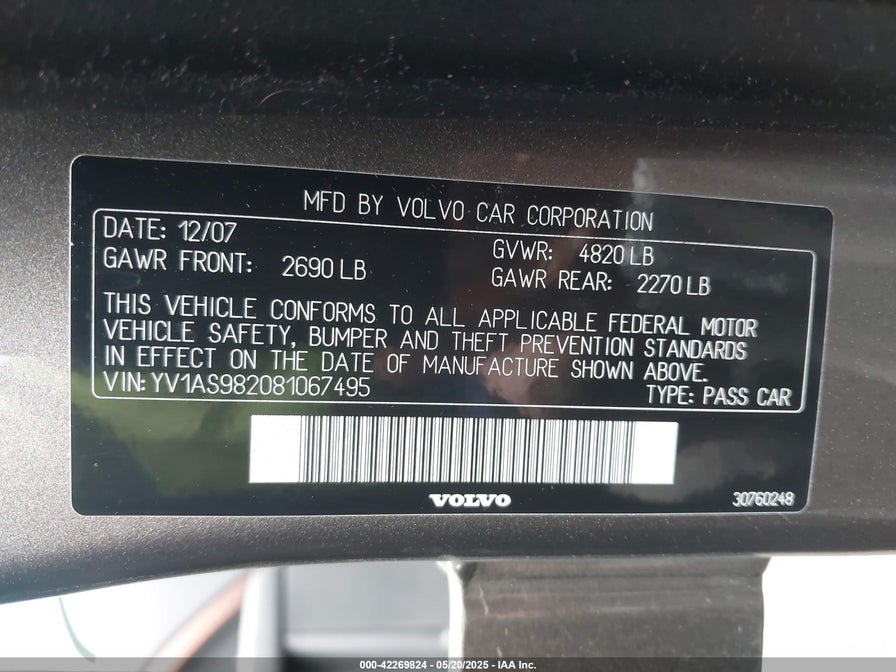 MFD BY VOLVO CAR CORPORATION
DATE: 12/07 GVWR: 4820 LB
GAWR FRONT: 2690 LB GAWR REAR: 2270 LB
THIS VEHICLE CONFORMS TO ALL APPLICABLE FEDERAL MOTOR
VEHICLE SAFETY, BUMPER AND THEFT PREVENTION STANDARDS
IN EFFECT ON THE DATE OF MANUFACTURE SHOWN ABOVE.
VIN: YV1AS982081067495 TYPE: PASS CAR
VOLVO 30760248
000-42269824 - 05/20/2025 - IAA Inc.